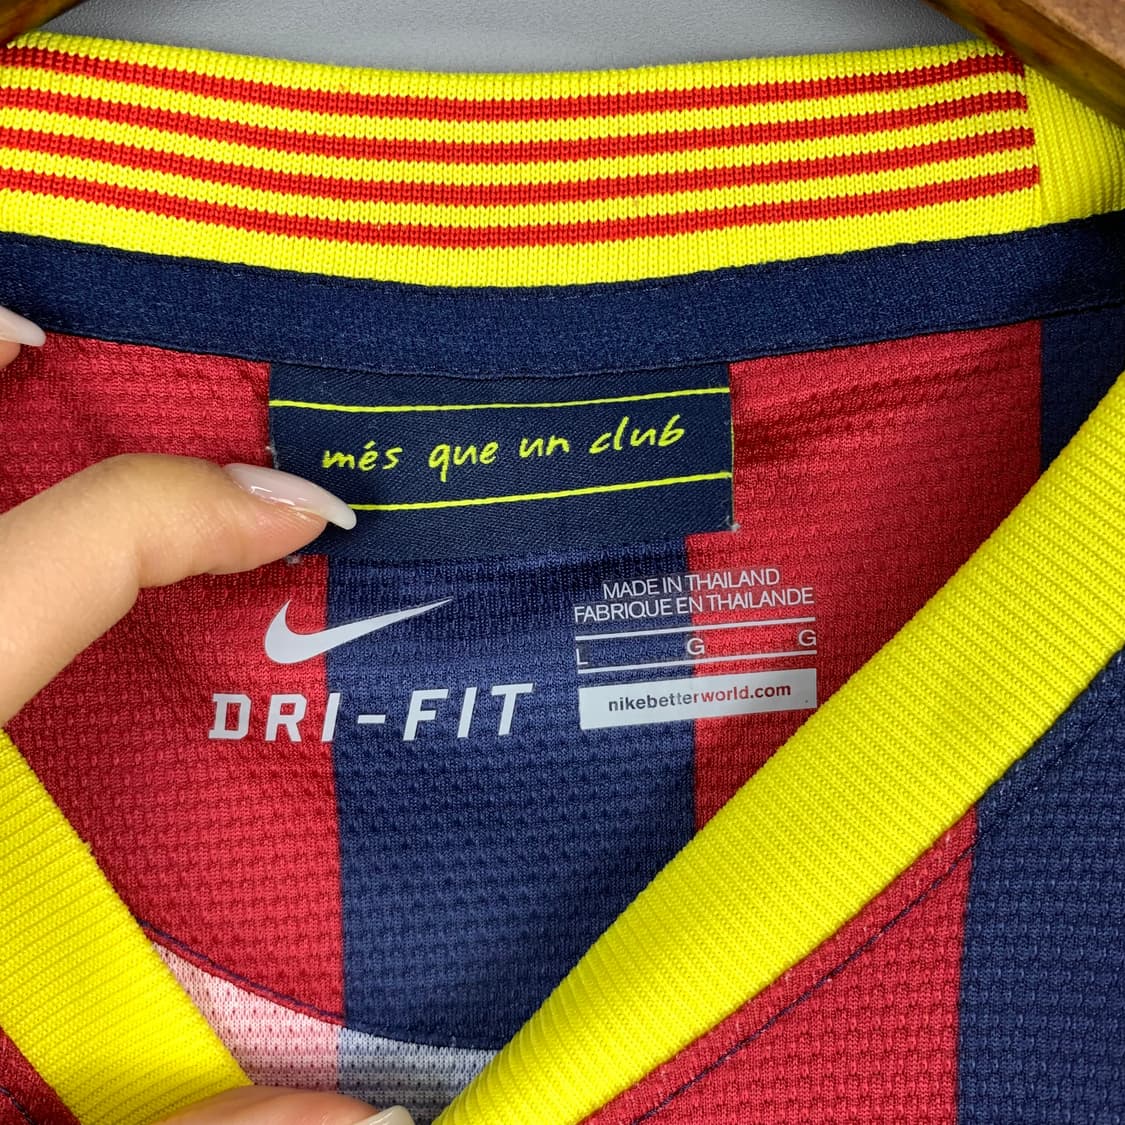 més que un club
MADE IN THAILAND
FABRIQUE EN THAILANDE
L G G
nikebetterworld.com
DRI-FIT